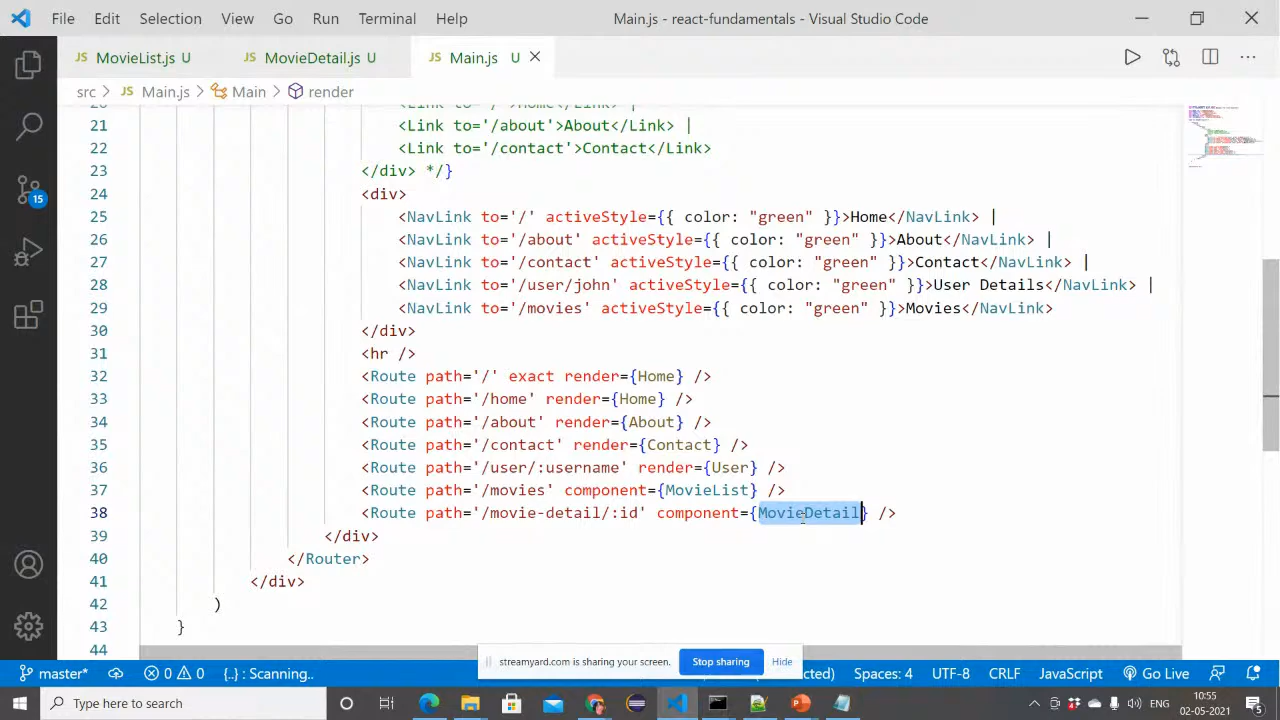 File Edit Selection View Go Run Terminal Help Main.js - react-fundamentals - Visual Studio Code
JS MovieList.js U JS MovieDetail.js U JS Main.js U
src > JS Main.js > Main > render
20 <Link to='/'>Home</Link> |
21 <Link to='/about'>About</Link> |
22 <Link to='/contact'>Contact</Link>
23 </div> */}
24 <div>
25 <NavLink to='/' activeStyle={{ color: "green" }}>Home</NavLink> |
26 <NavLink to='/about' activeStyle={{ color: "green" }}>About</NavLink> |
27 <NavLink to='/contact' activeStyle={{ color: "green" }}>Contact</NavLink> |
28 <NavLink to='/user/john' activeStyle={{ color: "green" }}>User Details</NavLink> |
29 <NavLink to='/movies' activeStyle={{ color: "green" }}>Movies</NavLink>
30 </div>
31 <hr />
32 <Route path='/' exact render={Home} />
33 <Route path='/home' render={Home} />
34 <Route path='/about' render={About} />
35 <Route path='/contact' render={Contact} />
36 <Route path='/user/:username' render={User} />
37 <Route path='/movies' component={MovieList} />
38 <Route path='/movie-detail/:id' component={MovieDetail} />
39 </div>
40 </Router>
41 </div>
42 )
43 }
44
15
streamyard.com is sharing your screen. Stop sharing Hide
master* 0 0 {..} : Scanning.. cted) Spaces: 4 UTF-8 CRLF JavaScript Go Live
Type here to search
ENG
10:55
02-05-2021